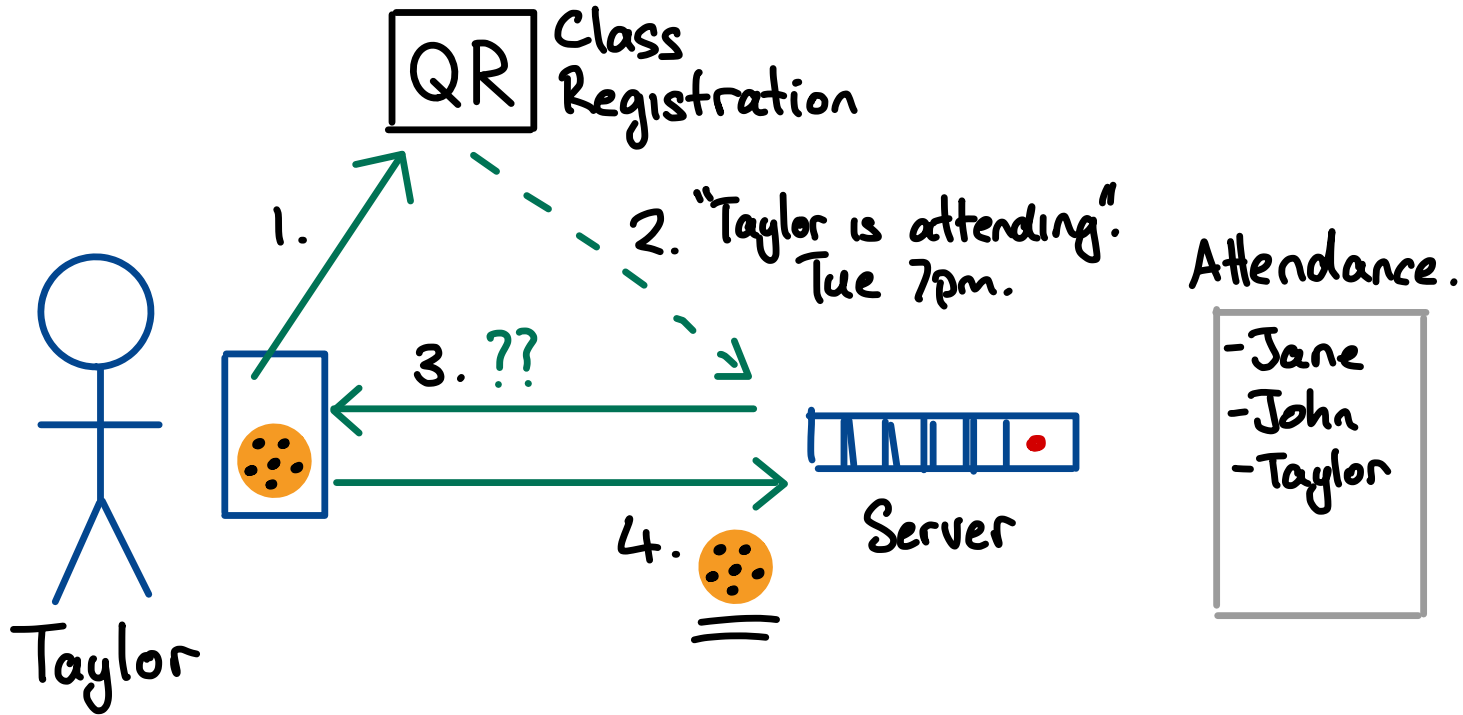 QR
Class
Registration
1.
2. "Taylor is attending".
Tue 7pm.
3. ??
4.
Taylor
Server
Attendance.
- Jane
- John
- Taylor